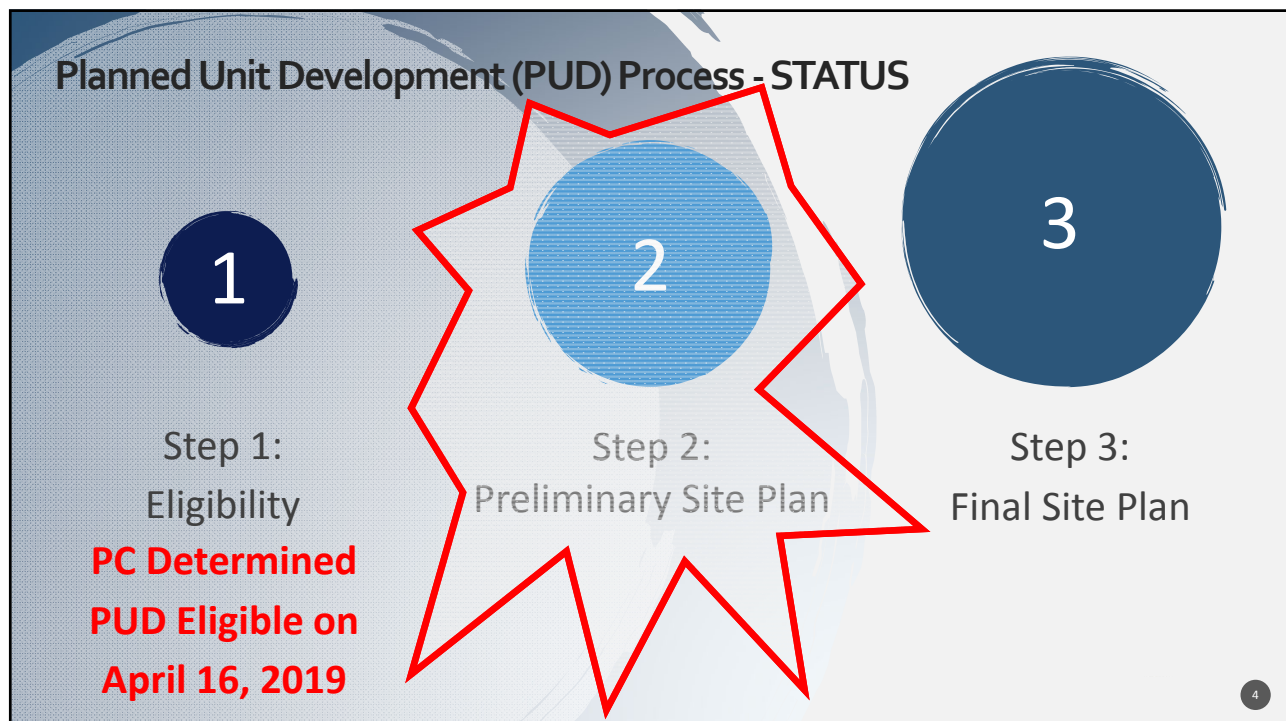 Planned Unit Development (PUD) Process - STATUS
1
2
3
Step 1:
Eligibility
PC Determined
PUD Eligible on
April 16, 2019
Step 2:
Preliminary Site Plan
Step 3:
Final Site Plan
4